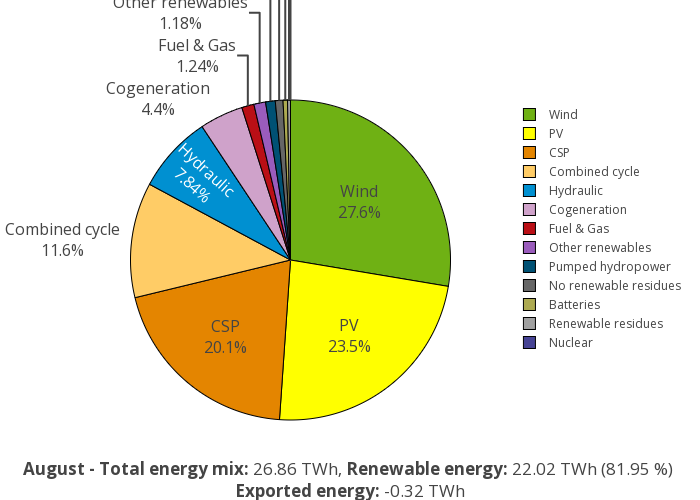 Other renewables
1.18%
Fuel & Gas
1.24%
Cogeneration
4.4%
Hydraulic
7.84%
Combined cycle
11.6%
Wind
27.6%
CSP
20.1%
PV
23.5%
Wind
PV
CSP
Combined cycle
Hydraulic
Cogeneration
Fuel & Gas
Other renewables
Pumped hydropower
No renewable residues
Batteries
Renewable residues
Nuclear
August - Total energy mix: 26.86 TWh, Renewable energy: 22.02 TWh (81.95 %)
Exported energy: -0.32 TWh